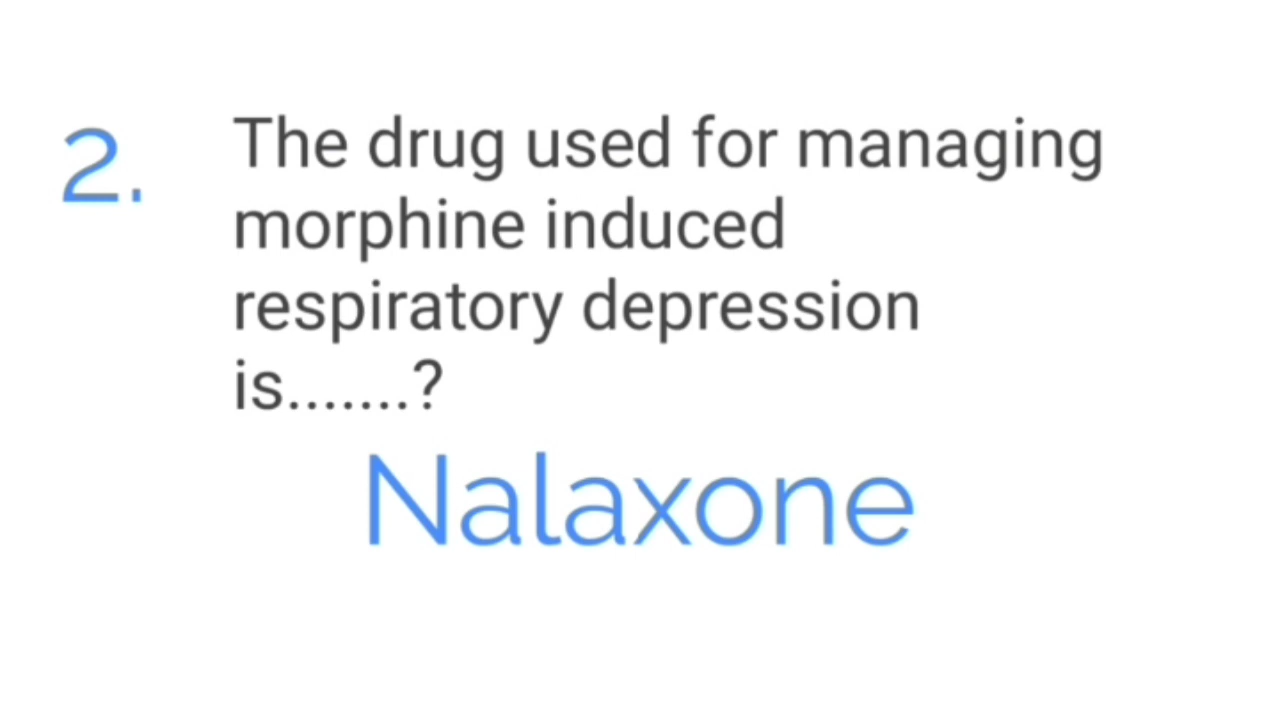 2. The drug used for managing
morphine induced
respiratory depression
is.......?
Nalaxone